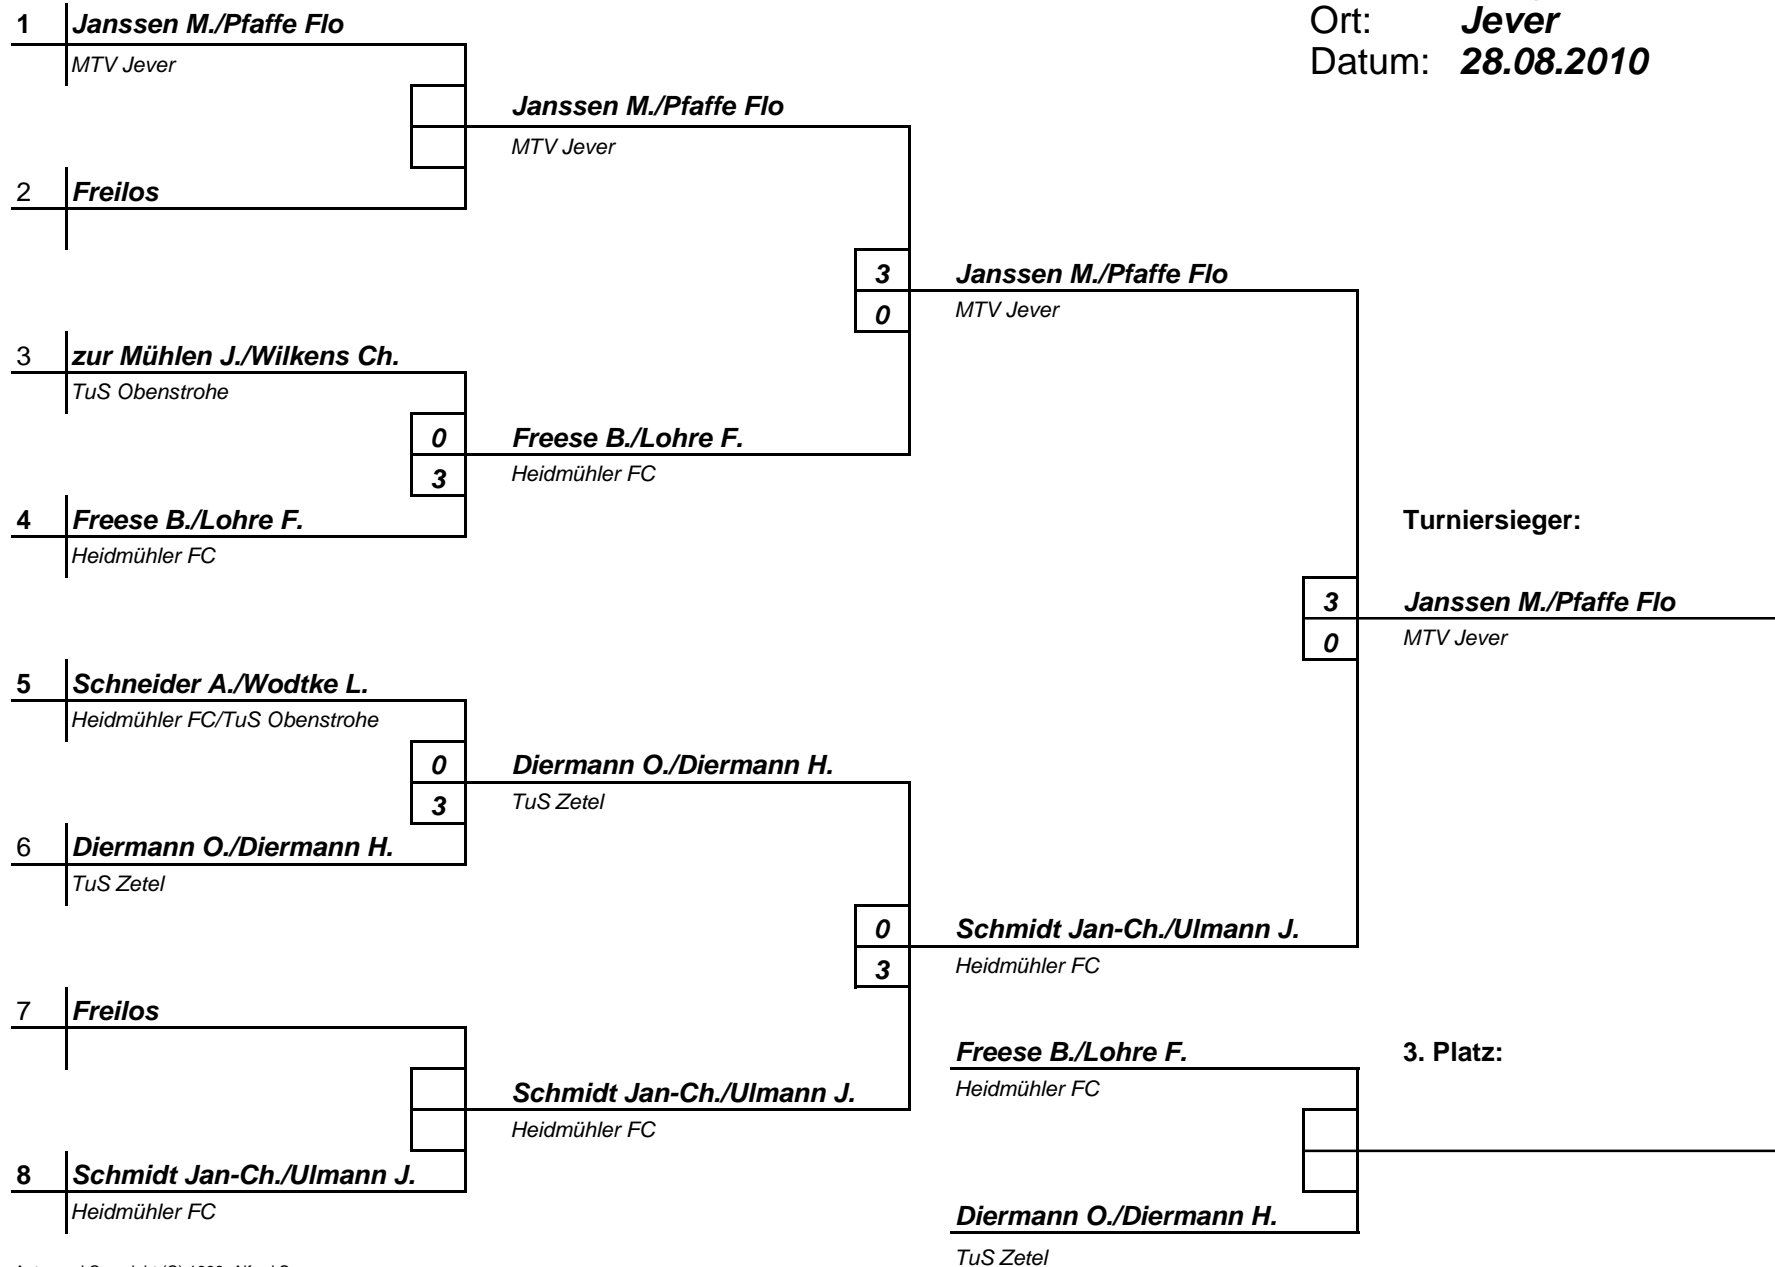 Ort: Jever
Datum: 28.08.2010
1 Janssen M./Pfaffe Flo
MTV Jever
Janssen M./Pfaffe Flo
MTV Jever
2 Freilos
3
0
Janssen M./Pfaffe Flo
MTV Jever
3 zur Mühlen J./Wilkens Ch.
TuS Obenstrohe
0
3
Freese B./Lohre F.
Heidmühler FC
4 Freese B./Lohre F.
Heidmühler FC
Turniersieger:
3
0
Janssen M./Pfaffe Flo
MTV Jever
5 Schneider A./Wodtke L.
Heidmühler FC/TuS Obenstrohe
0
3
Diermann O./Diermann H.
TuS Zetel
6 Diermann O./Diermann H.
TuS Zetel
0
3
Schmidt Jan-Ch./Ulmann J.
Heidmühler FC
7 Freilos
Schmidt Jan-Ch./Ulmann J.
Heidmühler FC
8 Schmidt Jan-Ch./Ulmann J.
Heidmühler FC
Freese B./Lohre F.
Heidmühler FC
3. Platz:
Diermann O./Diermann H.
TuS Zetel